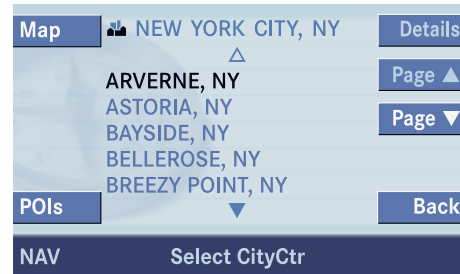 Map
NEW YORK CITY, NY
Details
ARVERNE, NY
Page ▲
ASTORIA, NY
Page ▼
BAYSIDE, NY
BELLEROSE, NY
BREEZY POINT, NY
POIs
Back
NAV
Select CityCtr